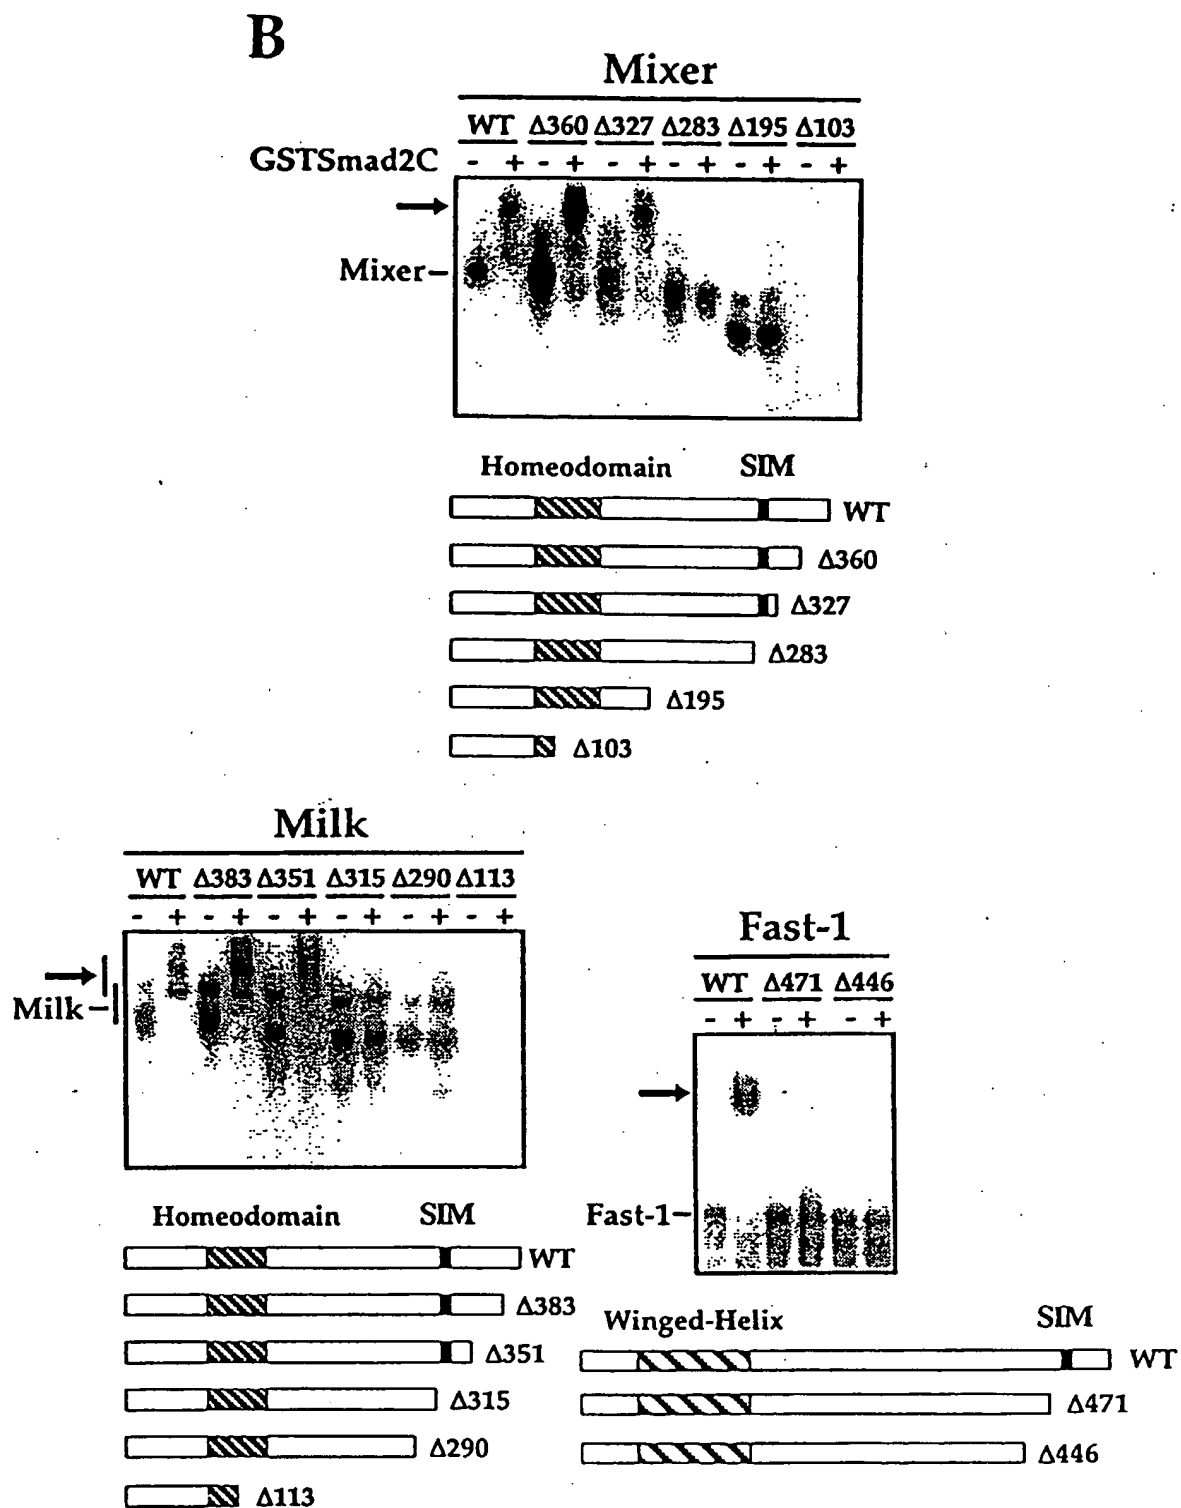 B
Mixer
WT Δ360 Δ327 Δ283 Δ195 Δ103
GSTSmad2C - + - + - + - + - + - +
Mixer
Homeodomain SIM
WT
Δ360
Δ327
Δ283
Δ195
Δ103
Milk
WT Δ383 Δ351 Δ315 Δ290 Δ113
- + - + - + - + - + - +
Milk
Homeodomain SIM
WT
Δ383
Δ351
Δ315
Δ290
Δ113
Fast-1
WT Δ471 Δ446
- + - + - +
Fast-1
Winged-Helix SIM
WT
Δ471
Δ446